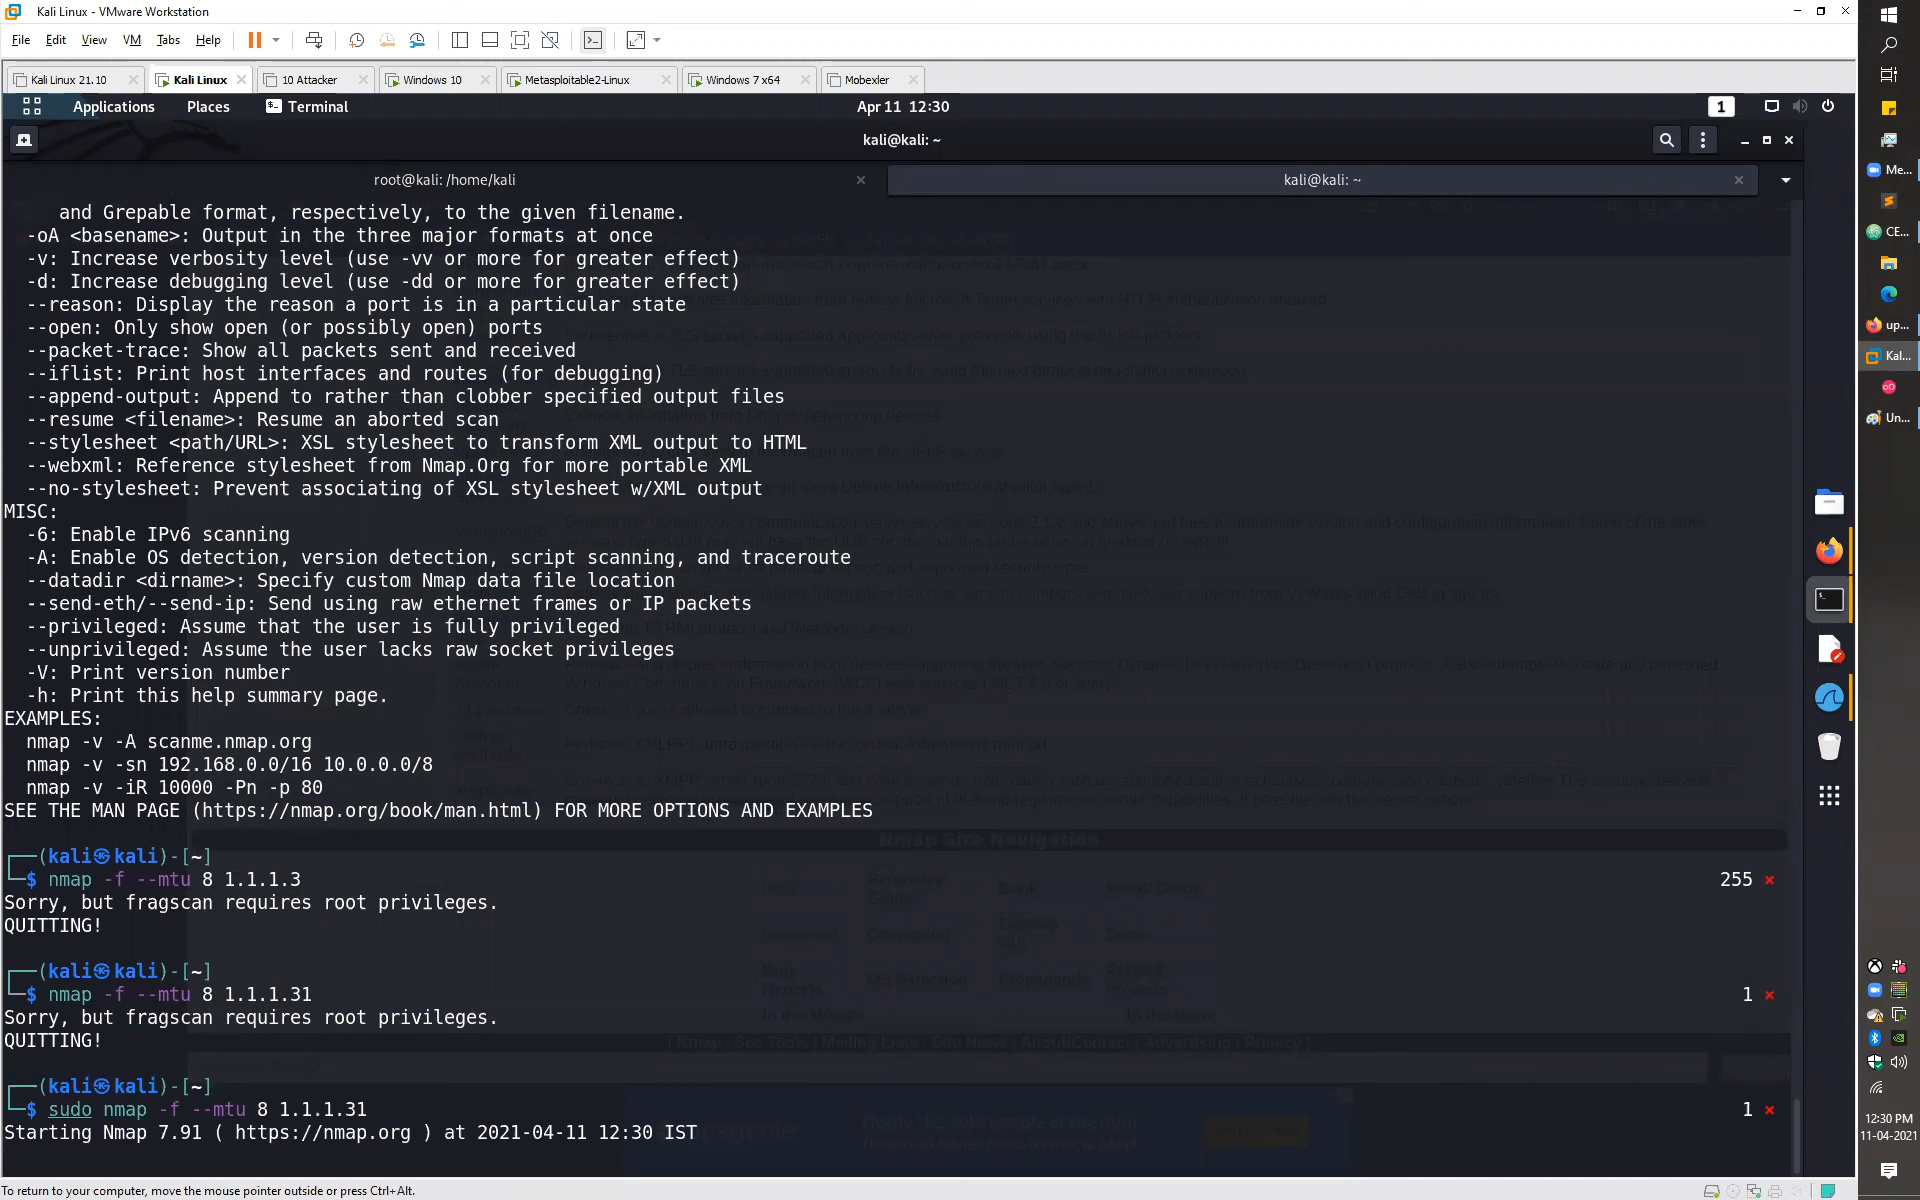 Kali Linux - VMware Workstation
File Edit View VM Tabs Help
Kali Linux 21.10 Kali Linux 10 Attacker Windows 10 Metasploitable2-Linux Windows 7 x64 Mobexler
Applications Places Terminal Apr 11 12:30 1
kali@kali: ~
root@kali: /home/kali kali@kali: ~
and Grepable format, respectively, to the given filename.
-oA <basename>: Output in the three major formats at once
-v: Increase verbosity level (use -vv or more for greater effect)
-d: Increase debugging level (use -dd or more for greater effect)
--reason: Display the reason a port is in a particular state
--open: Only show open (or possibly open) ports
--packet-trace: Show all packets sent and received
--iflist: Print host interfaces and routes (for debugging)
--append-output: Append to rather than clobber specified output files
--resume <filename>: Resume an aborted scan
--stylesheet <path/URL>: XSL stylesheet to transform XML output to HTML
--webxml: Reference stylesheet from Nmap.Org for more portable XML
--no-stylesheet: Prevent associating of XSL stylesheet w/XML output
MISC:
-6: Enable IPv6 scanning
-A: Enable OS detection, version detection, script scanning, and traceroute
--datadir <dirname>: Specify custom Nmap data file location
--send-eth/--send-ip: Send using raw ethernet frames or IP packets
--privileged: Assume that the user is fully privileged
--unprivileged: Assume the user lacks raw socket privileges
-V: Print version number
-h: Print this help summary page.
EXAMPLES:
nmap -v -A scanme.nmap.org
nmap -v -sn 192.168.0.0/16 10.0.0.0/8
nmap -v -iR 10000 -Pn -p 80
SEE THE MAN PAGE (https://nmap.org/book/man.html) FOR MORE OPTIONS AND EXAMPLES
Nmap Site Navigation
┌──(kali㉿kali)-[~]
└─$ nmap -f --mtu 8 1.1.1.3 255 ⨯
Sorry, but fragscan requires root privileges.
QUITTING!
┌──(kali㉿kali)-[~]
└─$ nmap -f --mtu 8 1.1.1.31 1 ⨯
Sorry, but fragscan requires root privileges.
QUITTING!
┌──(kali㉿kali)-[~]
└─$ sudo nmap -f --mtu 8 1.1.1.31 1 ⨯
Starting Nmap 7.91 ( https://nmap.org ) at 2021-04-11 12:30 IST
To return to your computer, move the mouse pointer outside or press Ctrl+Alt.
Me...
CE...
up...
Kal...
Un...
12:30 PM
11-04-2021